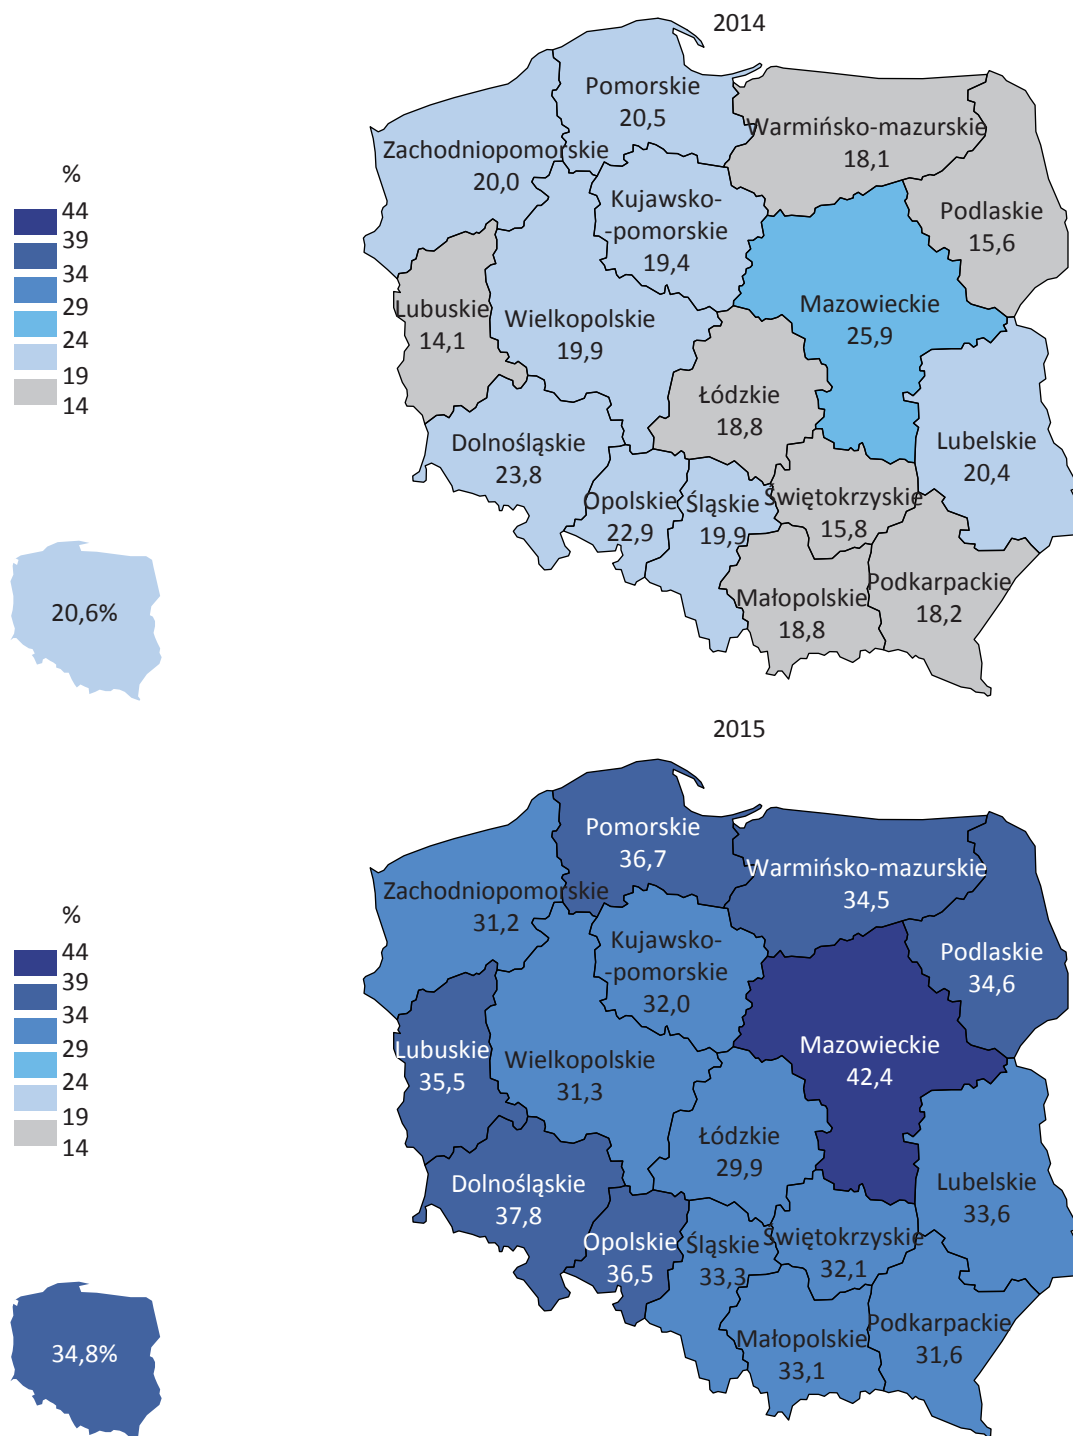 2014
Pomorskie
20,5
Warmińsko-mazurskie
18,1
Zachodniopomorskie
20,0
%
44
39
34
29
24
19
14
Kujawsko-
-pomorskie
19,4
Podlaskie
15,6
Lubuskie
14,1
Wielkopolskie
19,9
Mazowieckie
25,9
Łódzkie
18,8
Dolnośląskie
23,8
Lubelskie
20,4
Opolskie
22,9
Śląskie
19,9
Świętokrzyskie
15,8
20,6%
Małopolskie
18,8
Podkarpackie
18,2
2015
Pomorskie
36,7
Warmińsko-mazurskie
34,5
Zachodniopomorskie
31,2
%
44
39
34
29
24
19
14
Kujawsko-
-pomorskie
32,0
Podlaskie
34,6
Lubuskie
35,5
Wielkopolskie
31,3
Mazowieckie
42,4
Łódzkie
29,9
Dolnośląskie
37,8
Lubelskie
33,6
Opolskie
36,5
Śląskie
33,3
Świętokrzyskie
32,1
34,8%
Małopolskie
33,1
Podkarpackie
31,6